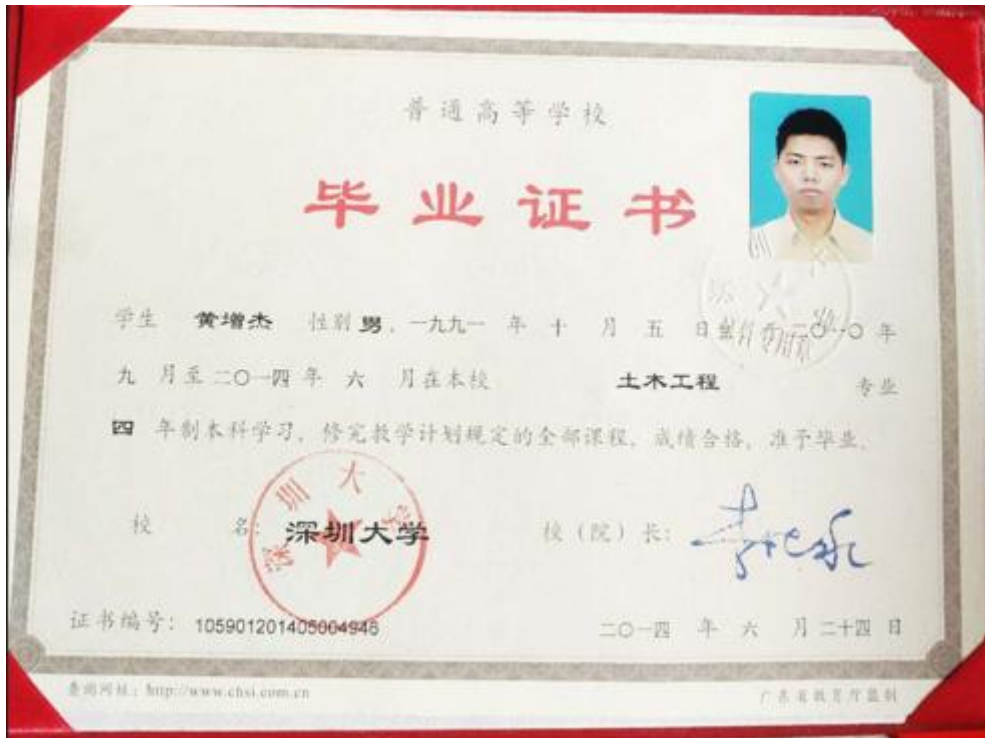 普通高等学校
毕业证书
学生 黄增杰 性别 男，一九九一 年 十 月 五 日 二〇一〇 年
九 月至 二〇一四 年 六 月在本校 土木工程 专业
四 年制本科学习，修完教学计划规定的全部课程，成绩合格，准予毕业。
深圳大学
校 名：深圳大学 校（院）长：
证书编号：105901201405004946 二〇一四 年 六 月 二十四 日
查询网址：http://www.chsi.com.cn 广东省教育厅监制